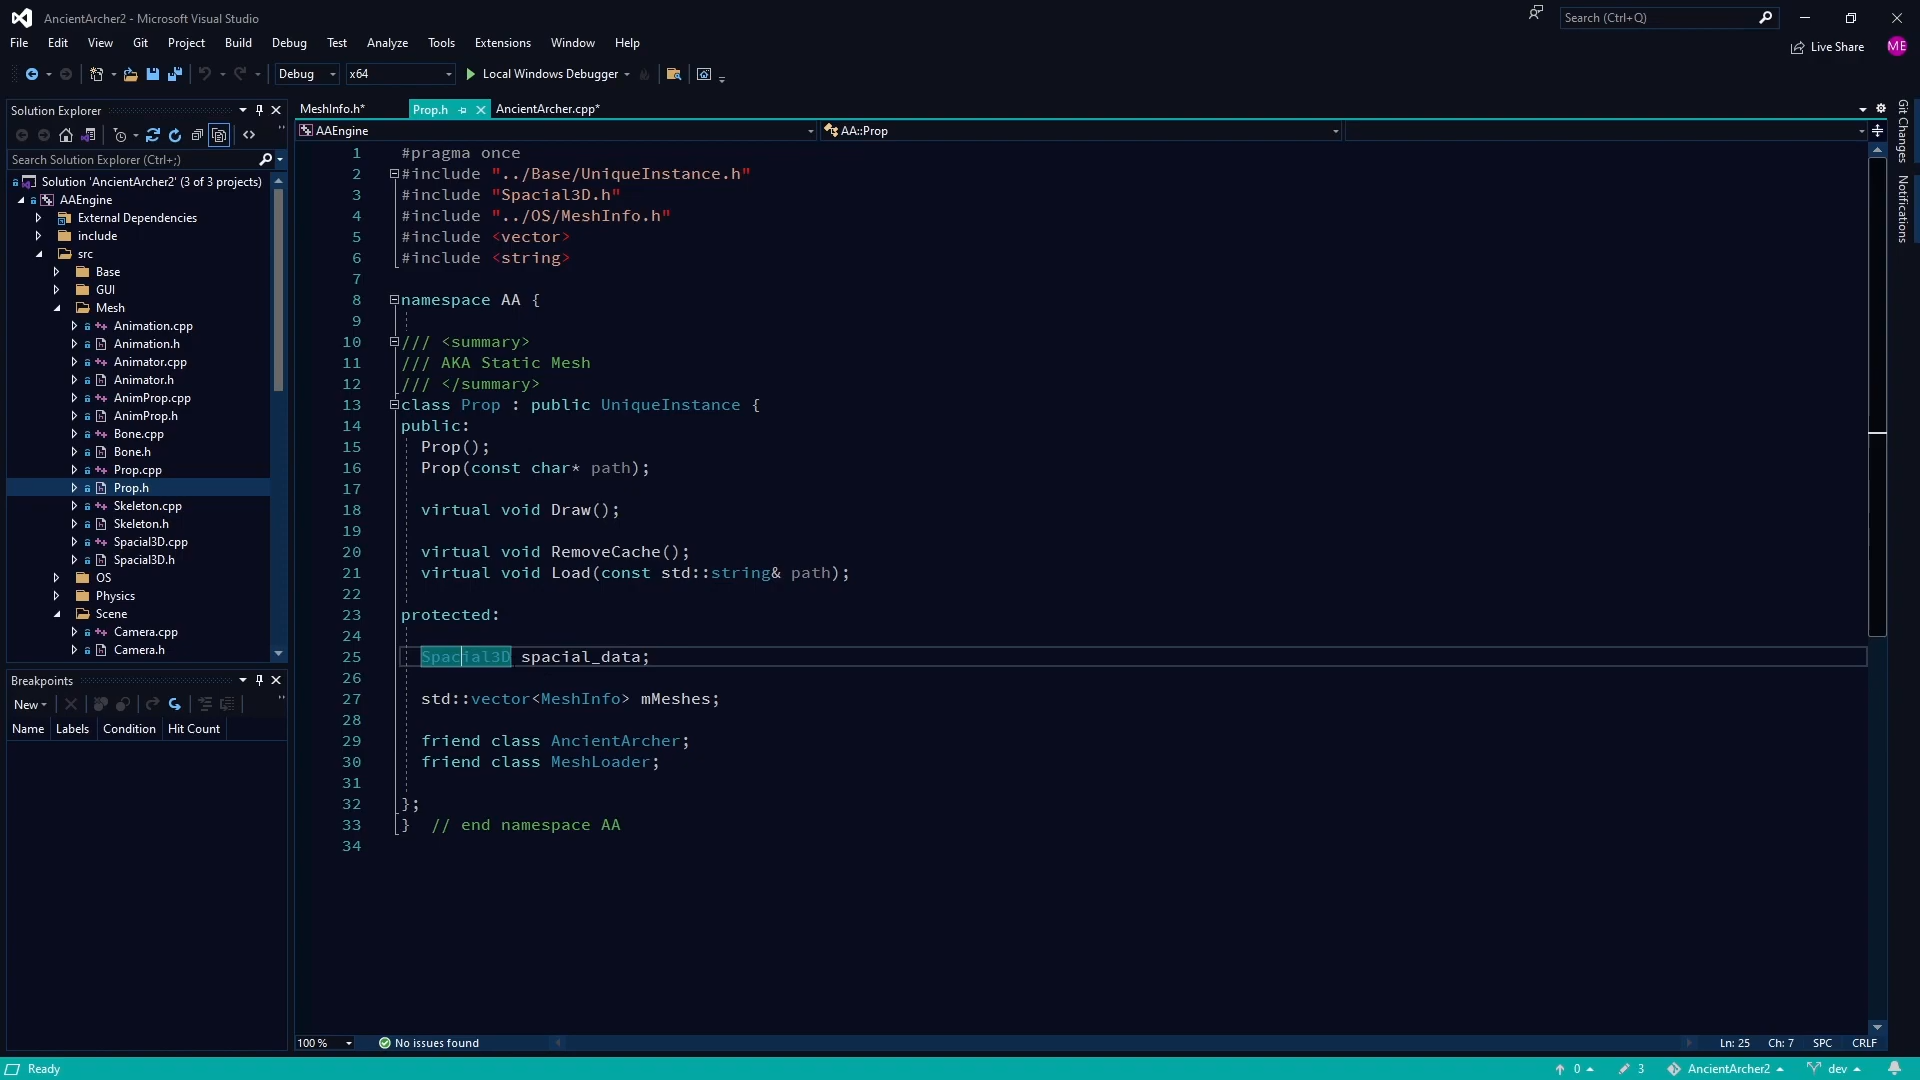 AncientArcher2 - Microsoft Visual Studio
Search (Ctrl+Q)
File Edit View Git Project Build Debug Test Analyze Tools Extensions Window Help
Live Share
ME
Debug x64 Local Windows Debugger
Solution Explorer
Search Solution Explorer (Ctrl+;)
Solution 'AncientArcher2' (3 of 3 projects)
AAEngine
External Dependencies
include
src
Base
GUI
Mesh
Animation.cpp
Animation.h
Animator.cpp
Animator.h
AnimProp.cpp
AnimProp.h
Bone.cpp
Bone.h
Prop.cpp
Prop.h
Skeleton.cpp
Skeleton.h
Spacial3D.cpp
Spacial3D.h
OS
Physics
Scene
Camera.cpp
Camera.h
Breakpoints
New
Name Labels Condition Hit Count
MeshInfo.h* Prop.h AncientArcher.cpp*
AAEngine AA::Prop
1 #pragma once
2 #include "../Base/UniqueInstance.h"
3 #include "Spacial3D.h"
4 #include "../OS/MeshInfo.h"
5 #include <vector>
6 #include <string>
7
8 namespace AA {
9
10 /// <summary>
11 /// AKA Static Mesh
12 /// </summary>
13 class Prop : public UniqueInstance {
14 public:
15 Prop();
16 Prop(const char* path);
17
18 virtual void Draw();
19
20 virtual void RemoveCache();
21 virtual void Load(const std::string& path);
22
23 protected:
24
25 Spacial3D spacial_data;
26
27 std::vector<MeshInfo> mMeshes;
28
29 friend class AncientArcher;
30 friend class MeshLoader;
31
32 };
33 } // end namespace AA
34
100 % No issues found
Ln: 25 Ch: 7 SPC CRLF
Git Changes
Notifications
Ready
0 3 AncientArcher2 dev